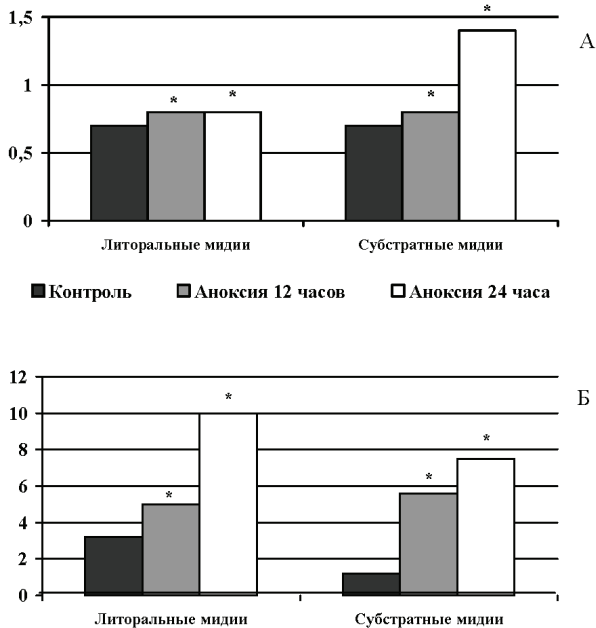 1,5
*
А
1
*
*
*
0,5
0
Литоральные мидии
Субстратные мидии
Контроль
Аноксия 12 часов
Аноксия 24 часа
12
Б
10
*
8
*
*
6
*
4
2
0
Литоральные мидии
Субстратные мидии